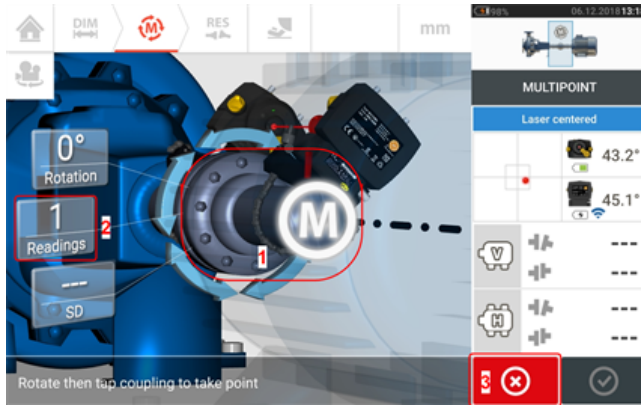 98% 06.12.2018 13:1
DIM
M
RES
mm
MULTIPOINT
Laser centered
0°
Rotation
43.2°
1
Readings
2
M
45.1°
1
---
SD
V
---
---
H
---
---
Rotate then tap coupling to take point
3